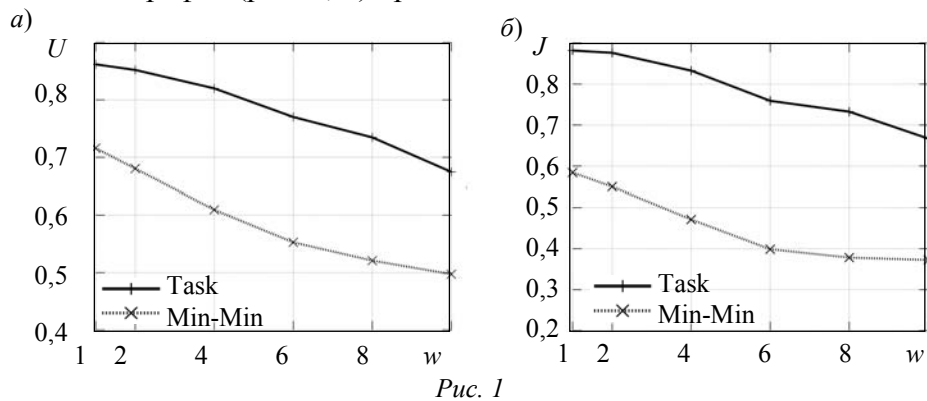 а)
U
0,8
0,7
0,6
0,5
0,4
Task
Min-Min
1 2 4 6 8 w
б)
J
0,9
0,8
0,7
0,6
0,5
0,4
0,3
0,2
Task
Min-Min
1 2 4 6 8 w
Рис. 1